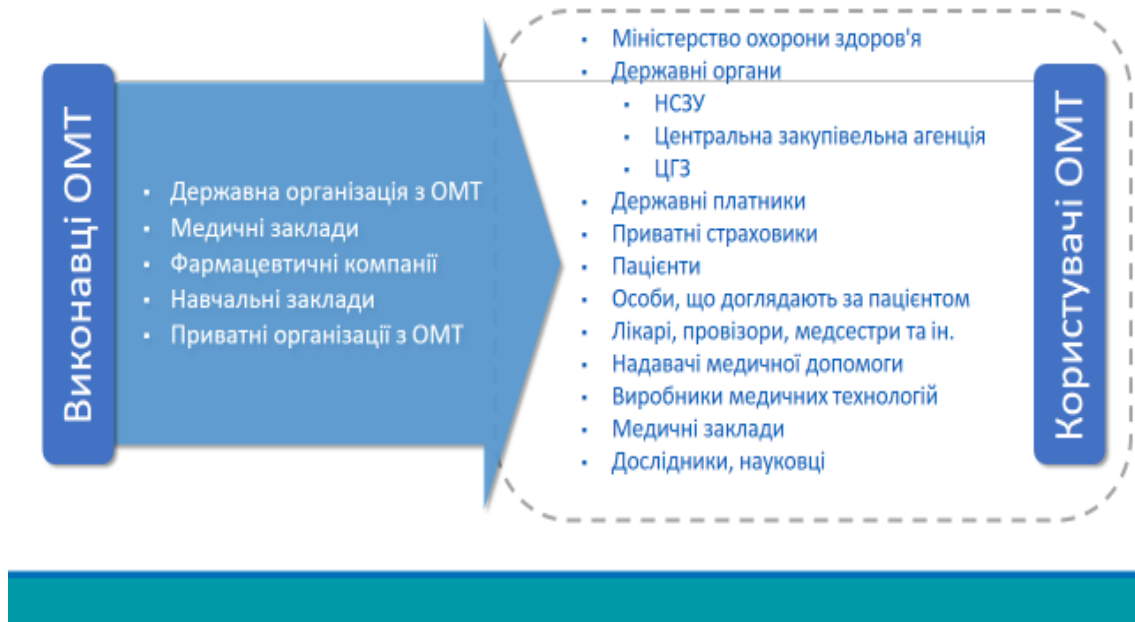 Виконавці ОМТ
Державна організація з ОМТ
Медичні заклади
Фармацевтичні компанії
Навчальні заклади
Приватні організації з ОМТ
Міністерство охорони здоров'я
Державні органи
НСЗУ
Центральна закупівельна агенція
ЦГЗ
Державні платники
Приватні страховики
Пацієнти
Особи, що доглядають за пацієнтом
Лікарі, провізори, медсестри та ін.
Надавачі медичної допомоги
Виробники медичних технологій
Медичні заклади
Дослідники, науковці
Користувачі ОМТ